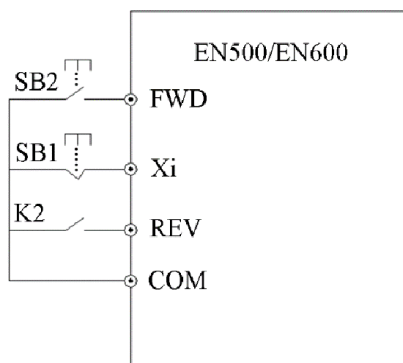 EN500/EN600
SB2
FWD
SB1
Xi
K2
REV
COM